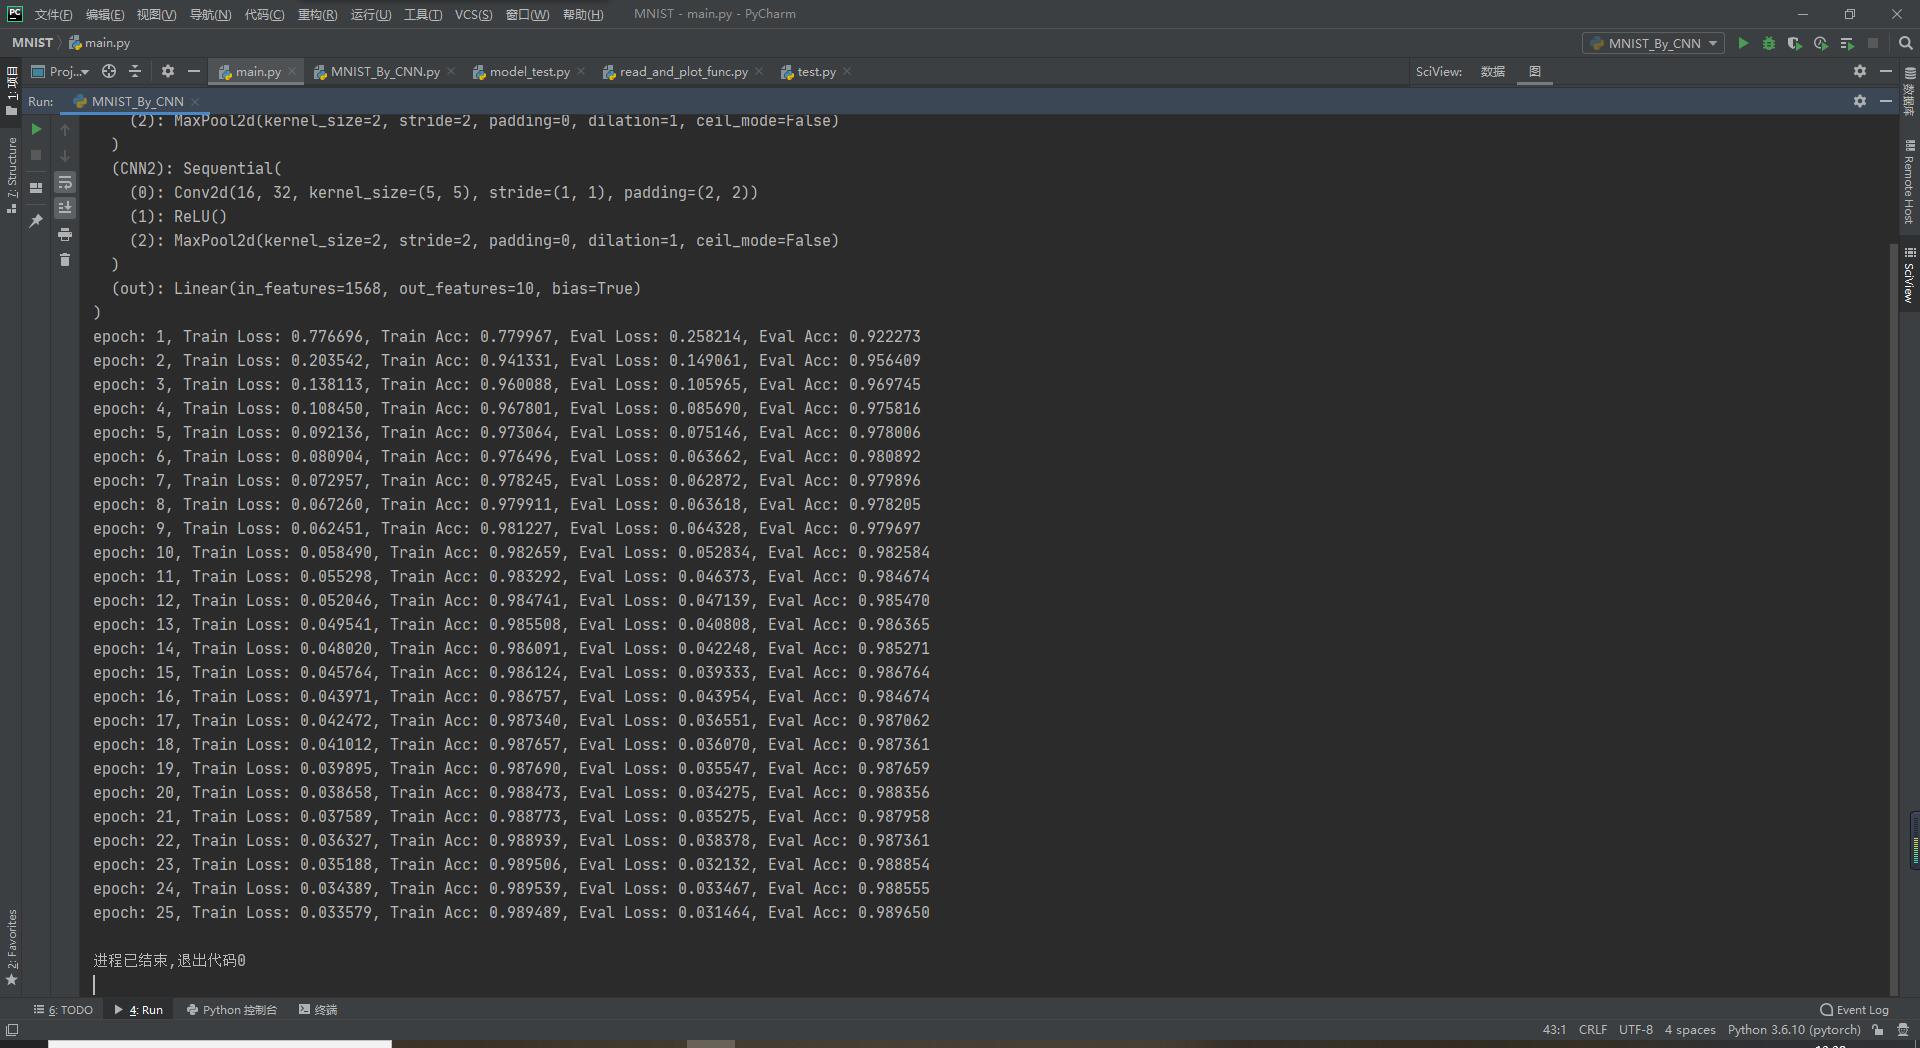 PC 文件(F) 编辑(E) 视图(V) 导航(N) 代码(C) 重构(R) 运行(U) 工具(T) VCS(S) 窗口(W) 帮助(H) MNIST - main.py - PyCharm
MNIST main.py MNIST_By_CNN
Proj... main.py MNIST_By_CNN.py model_test.py read_and_plot_func.py test.py SciView: 数据 图
Run: MNIST_By_CNN
(2): MaxPool2d(kernel_size=2, stride=2, padding=0, dilation=1, ceil_mode=False)
)
(CNN2): Sequential(
(0): Conv2d(16, 32, kernel_size=(5, 5), stride=(1, 1), padding=(2, 2))
(1): ReLU()
(2): MaxPool2d(kernel_size=2, stride=2, padding=0, dilation=1, ceil_mode=False)
)
(out): Linear(in_features=1568, out_features=10, bias=True)
)
epoch: 1, Train Loss: 0.776696, Train Acc: 0.779967, Eval Loss: 0.258214, Eval Acc: 0.922273
epoch: 2, Train Loss: 0.203542, Train Acc: 0.941331, Eval Loss: 0.149061, Eval Acc: 0.956409
epoch: 3, Train Loss: 0.138113, Train Acc: 0.960088, Eval Loss: 0.105965, Eval Acc: 0.969745
epoch: 4, Train Loss: 0.108450, Train Acc: 0.967801, Eval Loss: 0.085690, Eval Acc: 0.975816
epoch: 5, Train Loss: 0.092136, Train Acc: 0.973064, Eval Loss: 0.075146, Eval Acc: 0.978006
epoch: 6, Train Loss: 0.080904, Train Acc: 0.976496, Eval Loss: 0.063662, Eval Acc: 0.980892
epoch: 7, Train Loss: 0.072957, Train Acc: 0.978245, Eval Loss: 0.062872, Eval Acc: 0.979896
epoch: 8, Train Loss: 0.067260, Train Acc: 0.979911, Eval Loss: 0.063618, Eval Acc: 0.978205
epoch: 9, Train Loss: 0.062451, Train Acc: 0.981227, Eval Loss: 0.064328, Eval Acc: 0.979697
epoch: 10, Train Loss: 0.058490, Train Acc: 0.982659, Eval Loss: 0.052834, Eval Acc: 0.982584
epoch: 11, Train Loss: 0.055298, Train Acc: 0.983292, Eval Loss: 0.046373, Eval Acc: 0.984674
epoch: 12, Train Loss: 0.052046, Train Acc: 0.984741, Eval Loss: 0.047139, Eval Acc: 0.985470
epoch: 13, Train Loss: 0.049541, Train Acc: 0.985508, Eval Loss: 0.040808, Eval Acc: 0.986365
epoch: 14, Train Loss: 0.048020, Train Acc: 0.986091, Eval Loss: 0.042248, Eval Acc: 0.985271
epoch: 15, Train Loss: 0.045764, Train Acc: 0.986124, Eval Loss: 0.039333, Eval Acc: 0.986764
epoch: 16, Train Loss: 0.043971, Train Acc: 0.986757, Eval Loss: 0.043954, Eval Acc: 0.984674
epoch: 17, Train Loss: 0.042472, Train Acc: 0.987340, Eval Loss: 0.036551, Eval Acc: 0.987062
epoch: 18, Train Loss: 0.041012, Train Acc: 0.987657, Eval Loss: 0.036070, Eval Acc: 0.987361
epoch: 19, Train Loss: 0.039895, Train Acc: 0.987690, Eval Loss: 0.035547, Eval Acc: 0.987659
epoch: 20, Train Loss: 0.038658, Train Acc: 0.988473, Eval Loss: 0.034275, Eval Acc: 0.988356
epoch: 21, Train Loss: 0.037589, Train Acc: 0.988773, Eval Loss: 0.035275, Eval Acc: 0.987958
epoch: 22, Train Loss: 0.036327, Train Acc: 0.988939, Eval Loss: 0.038378, Eval Acc: 0.987361
epoch: 23, Train Loss: 0.035188, Train Acc: 0.989506, Eval Loss: 0.032132, Eval Acc: 0.988854
epoch: 24, Train Loss: 0.034389, Train Acc: 0.989539, Eval Loss: 0.033467, Eval Acc: 0.988555
epoch: 25, Train Loss: 0.033579, Train Acc: 0.989489, Eval Loss: 0.031464, Eval Acc: 0.989650
进程已结束,退出代码0
1: 项目
7: Structure
2: Favorites
数据库
Remote Host
SciView
6: TODO 4: Run Python 控制台 终端 Event Log
43:1 CRLF UTF-8 4 spaces Python 3.6.10 (pytorch)